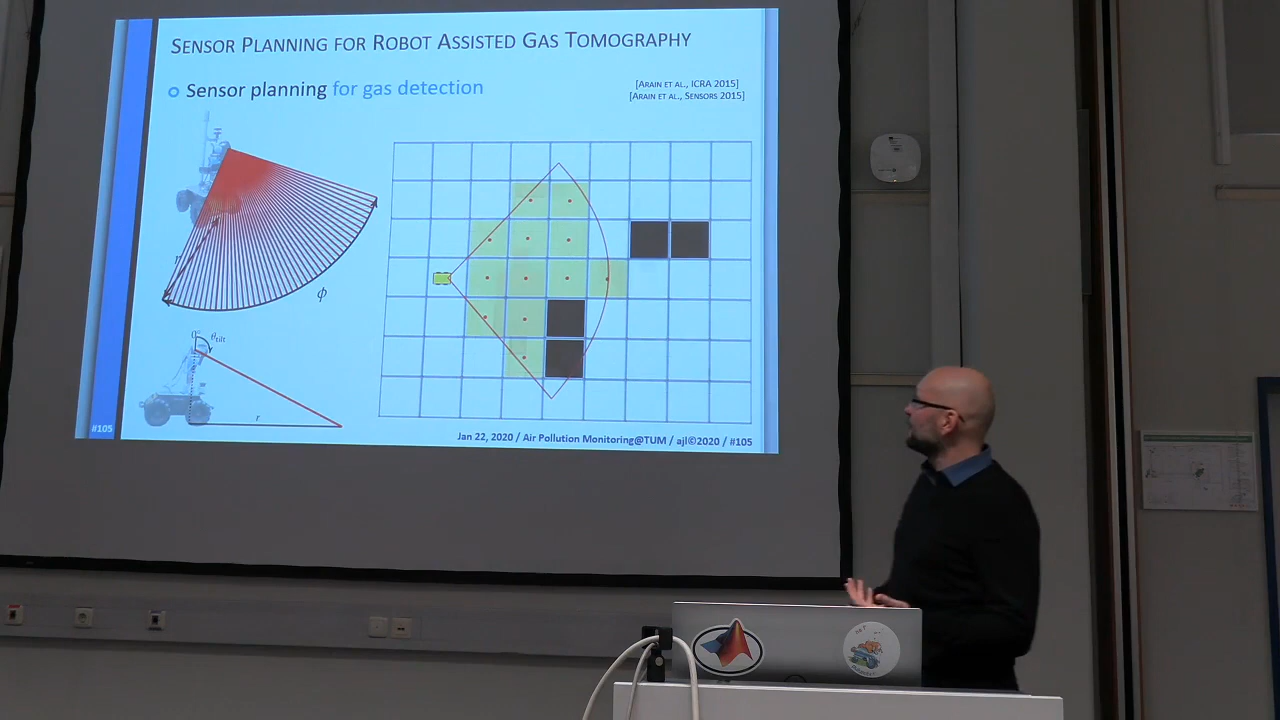 SENSOR PLANNING FOR ROBOT ASSISTED GAS TOMOGRAPHY
Sensor planning for gas detection
[ARAIN ET AL., ICRA 2015]
[ARAIN ET AL., SENSORS 2015]
r
ϕ
0°
θtilt
r
#105
Jan 22, 2020 / Air Pollution Monitoring@TUM / ajl©2020 / #105